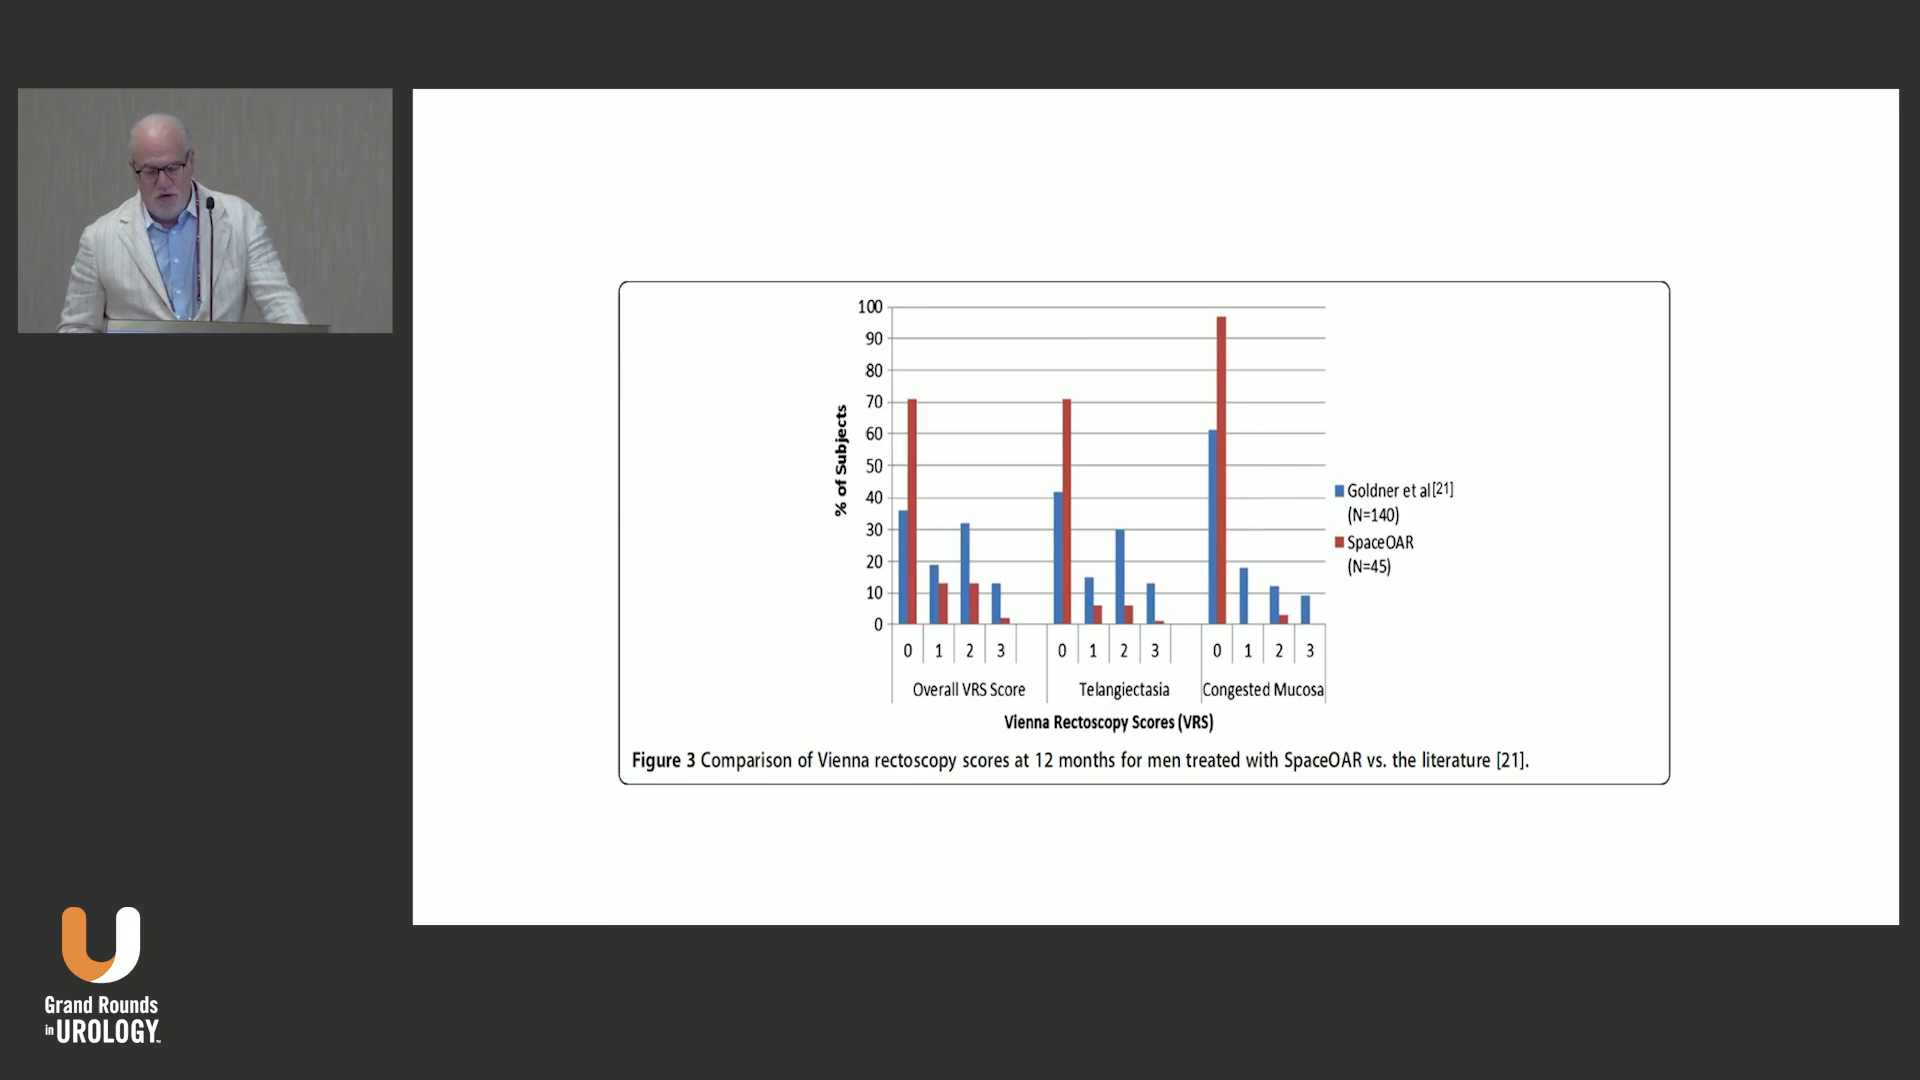 100
90
80
70
60
50
40
30
20
10
0
% of Subjects
0 1 2 3 0 1 2 3 0 1 2 3
Overall VRS Score Telangiectasia Congested Mucosa
Vienna Rectoscopy Scores (VRS)
Goldner et al[21]
(N=140)
SpaceOAR
(N=45)
Figure 3 Comparison of Vienna rectoscopy scores at 12 months for men treated with SpaceOAR vs. the literature [21].
Grand Rounds
in UROLOGY™